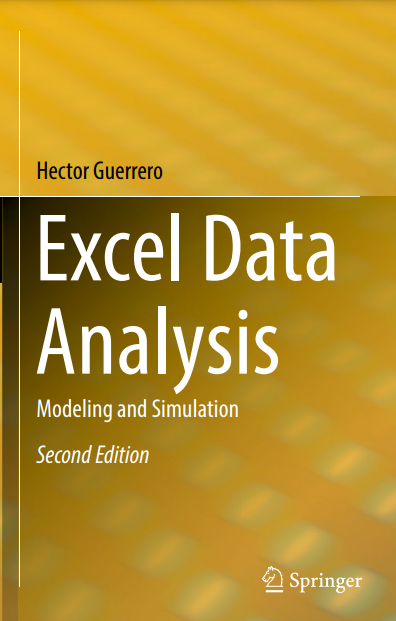 Hector Guerrero
Excel Data
Analysis
Modeling and Simulation
Second Edition
Springer